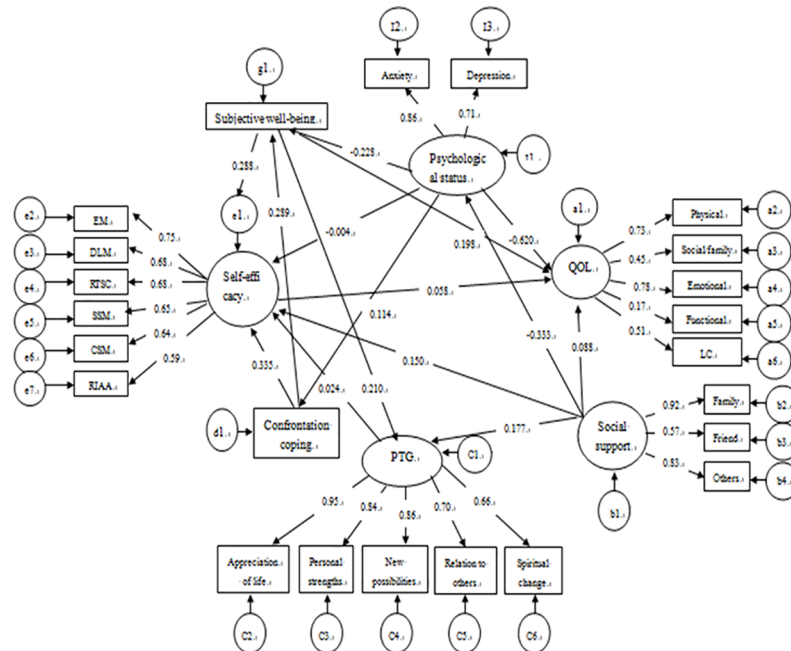 I2.
I3.
g1.
Anxiety.
Depression.
0.86.
0.71.
Subjective well-being.
-0.228.
Psychologic
al status.
r1.
0.288.
e1.
0.289.
a1.
e2.
EM.
0.75.
-0.004.
0.198.
-0.620.
0.73.
Physical.
a2.
e3.
DLM.
0.68.
0.45.
Social/family.
a3.
e4.
RTSC.
0.68.
Self-effi
cacy.
QOL.
0.78.
Emotional.
a4.
e5.
SSM.
0.65.
0.058.
0.17.
Functional.
a5.
e6.
CSM.
0.64.
0.114.
0.51.
LC.
a6.
e7.
RIAA.
0.59.
0.335.
0.024.
0.210.
0.150.
-0.333.
0.088.
0.92.
Family.
b2.
d1.
Confrontation
coping.
0.177.
Social
support.
0.57.
Friend.
b3.
PTG.
C1.
0.83.
Others.
b4.
b1.
0.95.
0.84.
0.86.
0.70.
0.66.
Appreciation
of life.
Personal
strengths.
New
possibilities.
Relation to
others.
Spiritual
change.
C2.
C3.
C4.
C5.
C6.